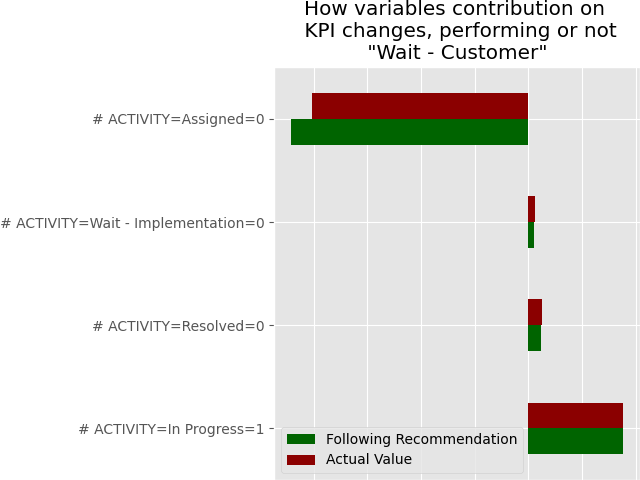 How variables contribution on
KPI changes, performing or not
"Wait - Customer"
# ACTIVITY=Assigned=0
# ACTIVITY=Wait - Implementation=0
# ACTIVITY=Resolved=0
# ACTIVITY=In Progress=1
Following Recommendation
Actual Value